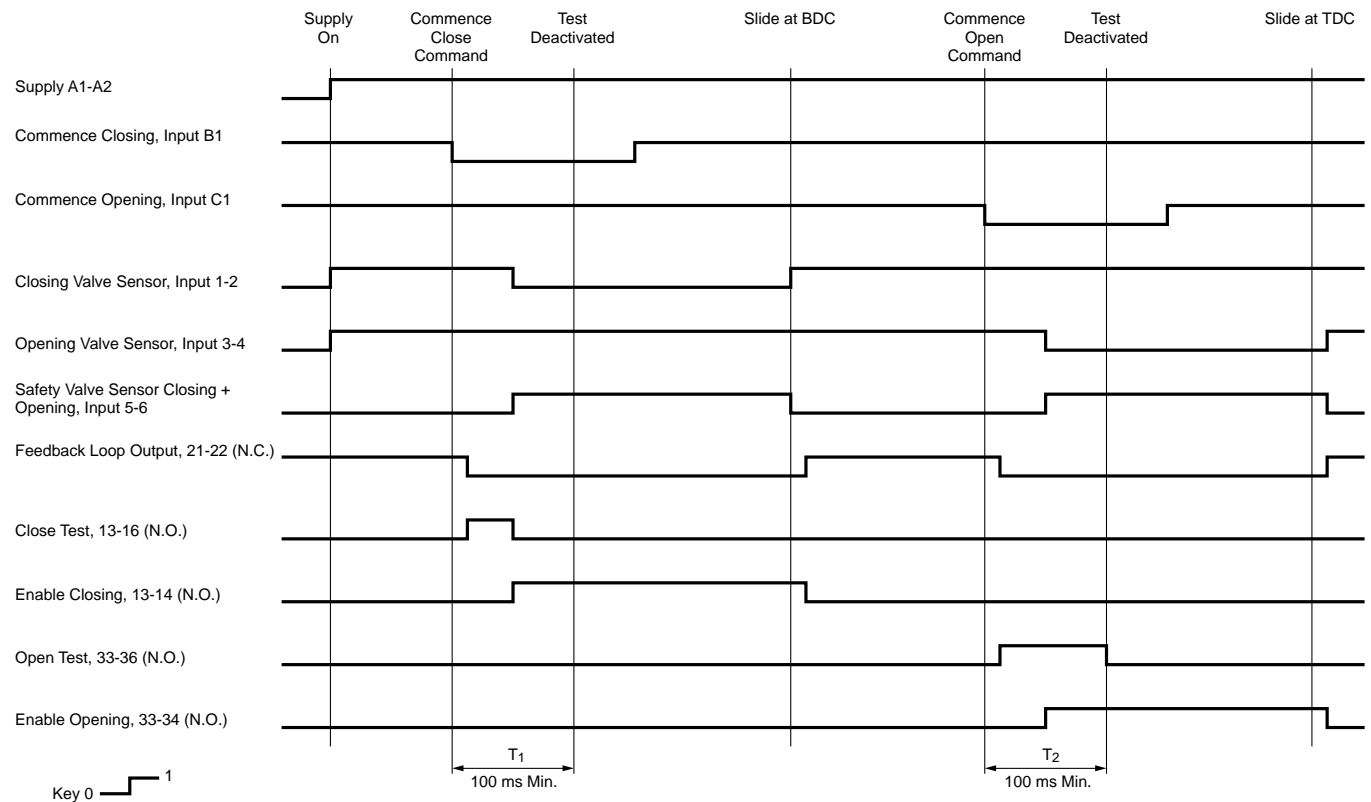 Supply
On
Commence
Close
Command
Test
Deactivated
Slide at BDC
Commence
Open
Command
Test
Deactivated
Slide at TDC
Supply A1-A2
Commence Closing, Input B1
Commence Opening, Input C1
Closing Valve Sensor, Input 1-2
Opening Valve Sensor, Input 3-4
Safety Valve Sensor Closing +
Opening, Input 5-6
Feedback Loop Output, 21-22 (N.C.)
Close Test, 13-16 (N.O.)
Enable Closing, 13-14 (N.O.)
Open Test, 33-36 (N.O.)
Enable Opening, 33-34 (N.O.)
T1
100 ms Min.
T2
100 ms Min.
Key 0 1